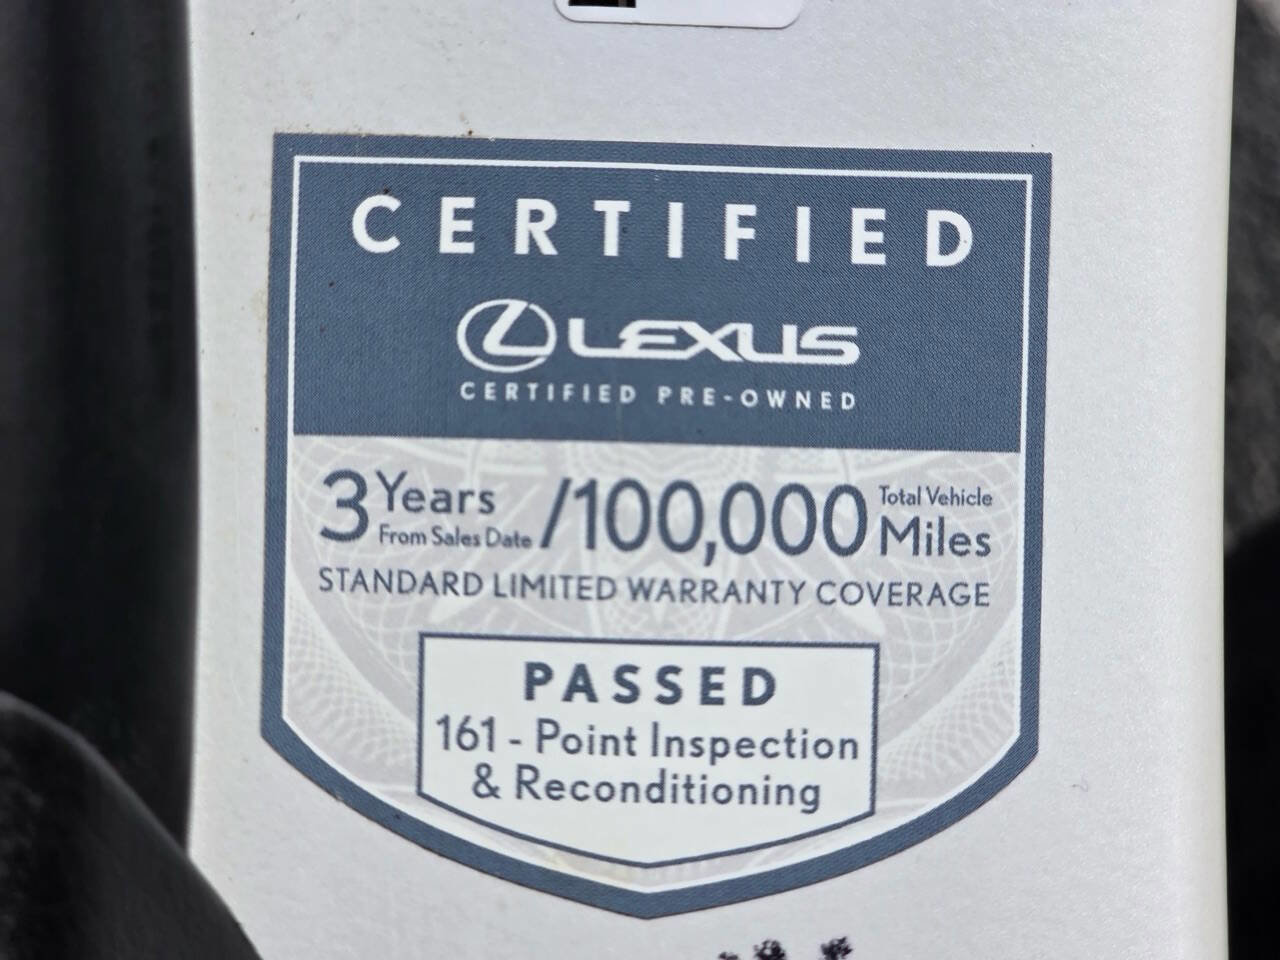 CERTIFIED
LEXUS
CERTIFIED PRE-OWNED
3 Years From Sales Date /100,000 Total Vehicle Miles
STANDARD LIMITED WARRANTY COVERAGE
PASSED
161 - Point Inspection
& Reconditioning